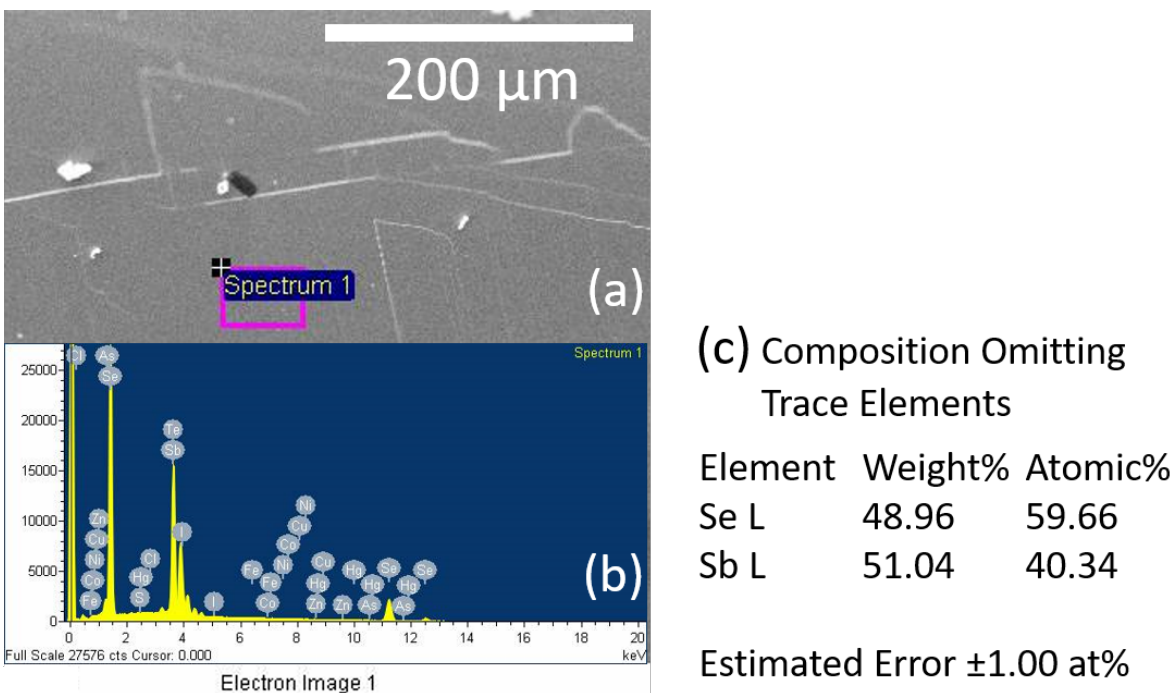 200 µm
Spectrum 1
(a)
Spectrum 1
Cl As
Se
25000
20000
15000
10000
5000
0
Te
Sb
I
Zn
Cu
Ni
Co
Fe
Cl
Hg
S
I
Ni
Cu
Co
Ni
Fe
Fe
Co
Cu
Hg
Zn
Hg
Hg
Zn
As
Se
Hg
As
Se
(b)
0 2 4 6 8 10 12 14 16 18 20
Full Scale 27576 cts Cursor: 0.000 keV
Electron Image 1
(c) Composition Omitting
Trace Elements
Element Weight% Atomic%
Se L 48.96 59.66
Sb L 51.04 40.34
Estimated Error ±1.00 at%